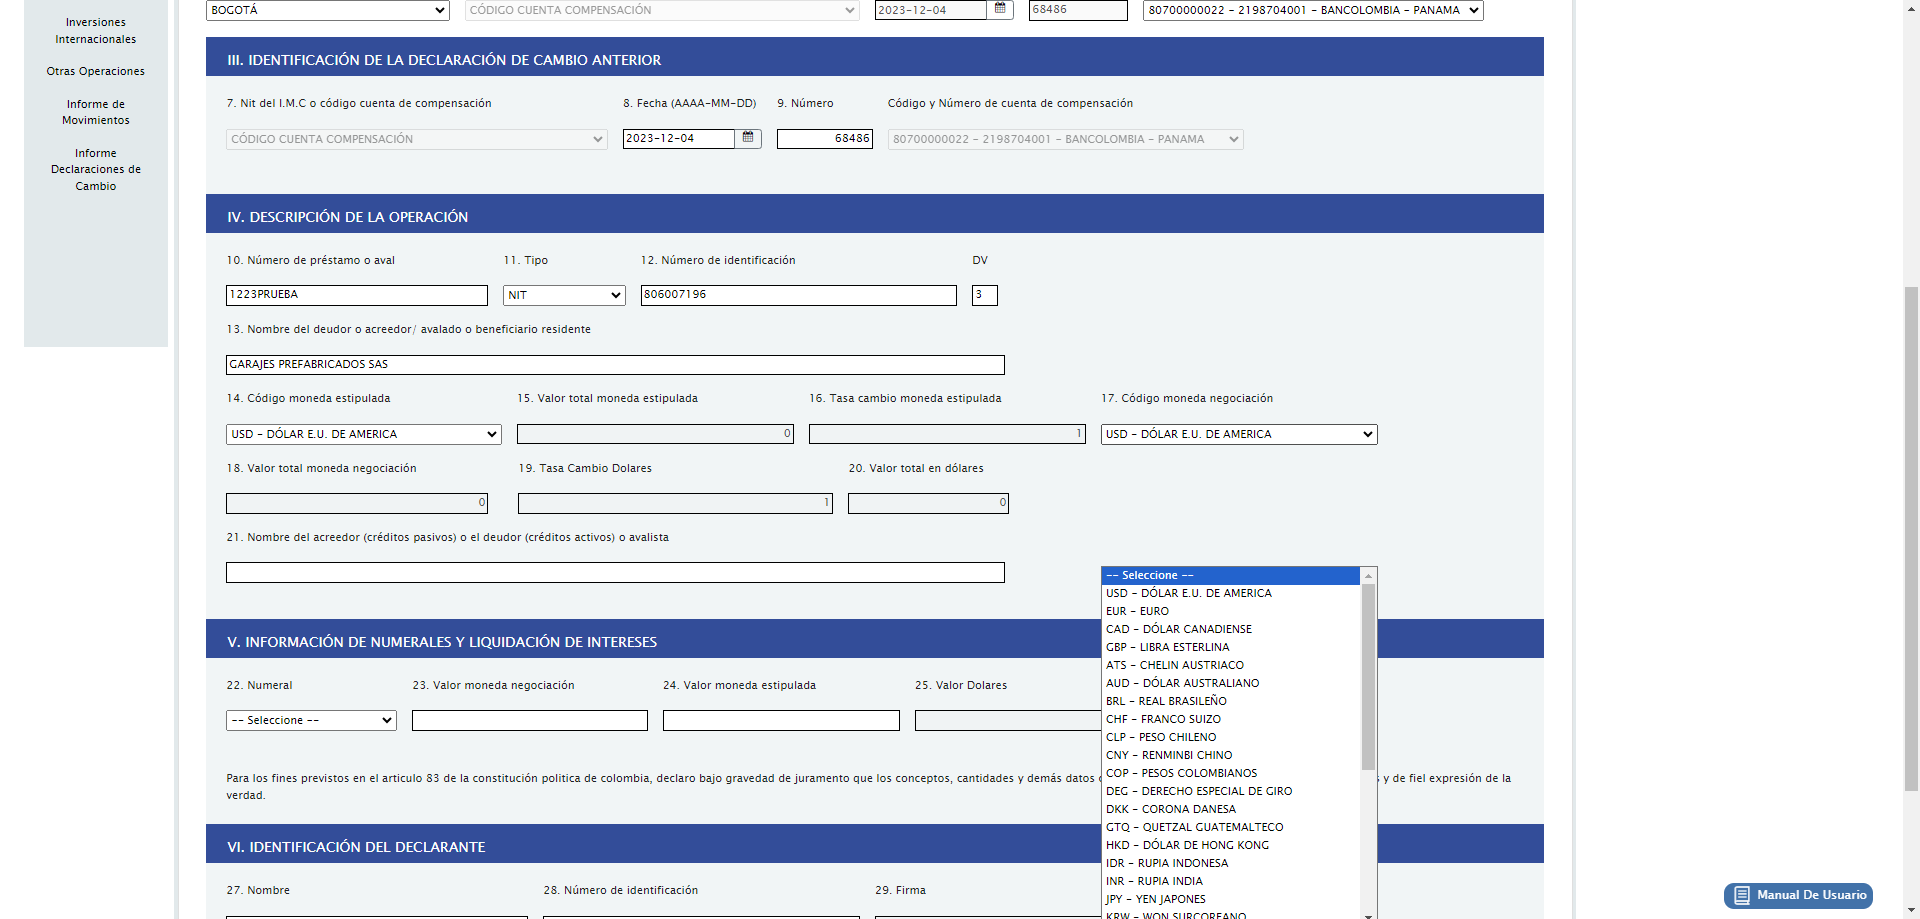 Inversiones
Internacionales
Otras Operaciones
Informe de
Movimientos
Informe
Declaraciones de
Cambio
BOGOTÁ
CÓDIGO CUENTA COMPENSACIÓN
2023-12-04
68486
80700000022 - 2198704001 - BANCOLOMBIA - PANAMA
III. IDENTIFICACIÓN DE LA DECLARACIÓN DE CAMBIO ANTERIOR
7. Nit del I.M.C o código cuenta de compensación
8. Fecha (AAAA-MM-DD)
9. Número
Código y Número de cuenta de compensación
CÓDIGO CUENTA COMPENSACIÓN
2023-12-04
68486
80700000022 - 2198704001 - BANCOLOMBIA - PANAMA
IV. DESCRIPCIÓN DE LA OPERACIÓN
10. Número de préstamo o aval
11. Tipo
12. Número de identificación
DV
1223PRUEBA
NIT
806007196
3
13. Nombre del deudor o acreedor/ avalado o beneficiario residente
GARAJES PREFABRICADOS SAS
14. Código moneda estipulada
15. Valor total moneda estipulada
16. Tasa cambio moneda estipulada
17. Código moneda negociación
USD - DÓLAR E.U. DE AMERICA
0
1
USD - DÓLAR E.U. DE AMERICA
18. Valor total moneda negociación
19. Tasa Cambio Dolares
20. Valor total en dólares
0
1
0
21. Nombre del acreedor (créditos pasivos) o el deudor (créditos activos) o avalista
V. INFORMACIÓN DE NUMERALES Y LIQUIDACIÓN DE INTERESES
22. Numeral
23. Valor moneda negociación
24. Valor moneda estipulada
25. Valor Dolares
-- Seleccione --
Para los fines previstos en el articulo 83 de la constitución politica de colombia, declaro bajo gravedad de juramento que los conceptos, cantidades y demás datos
s y de fiel expresión de la
verdad.
VI. IDENTIFICACIÓN DEL DECLARANTE
27. Nombre
28. Número de identificación
29. Firma
-- Seleccione --
USD - DÓLAR E.U. DE AMERICA
EUR - EURO
CAD - DÓLAR CANADIENSE
GBP - LIBRA ESTERLINA
ATS - CHELIN AUSTRIACO
AUD - DÓLAR AUSTRALIANO
BRL - REAL BRASILEÑO
CHF - FRANCO SUIZO
CLP - PESO CHILENO
CNY - RENMINBI CHINO
COP - PESOS COLOMBIANOS
DEG - DERECHO ESPECIAL DE GIRO
DKK - CORONA DANESA
GTQ - QUETZAL GUATEMALTECO
HKD - DÓLAR DE HONG KONG
IDR - RUPIA INDONESA
INR - RUPIA INDIA
JPY - YEN JAPONES
KRW - WON SURCOREANO
Manual De Usuario